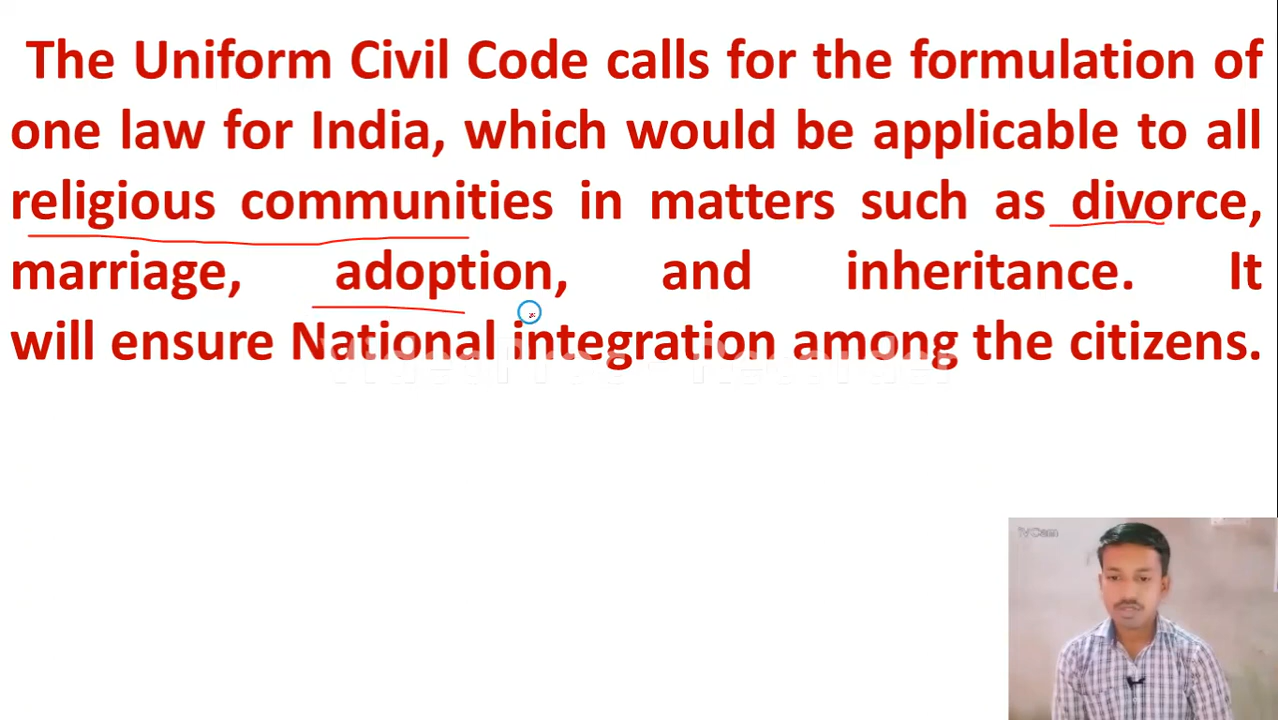 The Uniform Civil Code calls for the formulation of
one law for India, which would be applicable to all
religious communities in matters such as divorce,
marriage, adoption, and inheritance. It
will ensure National integration among the citizens.
VideoProc Recorder